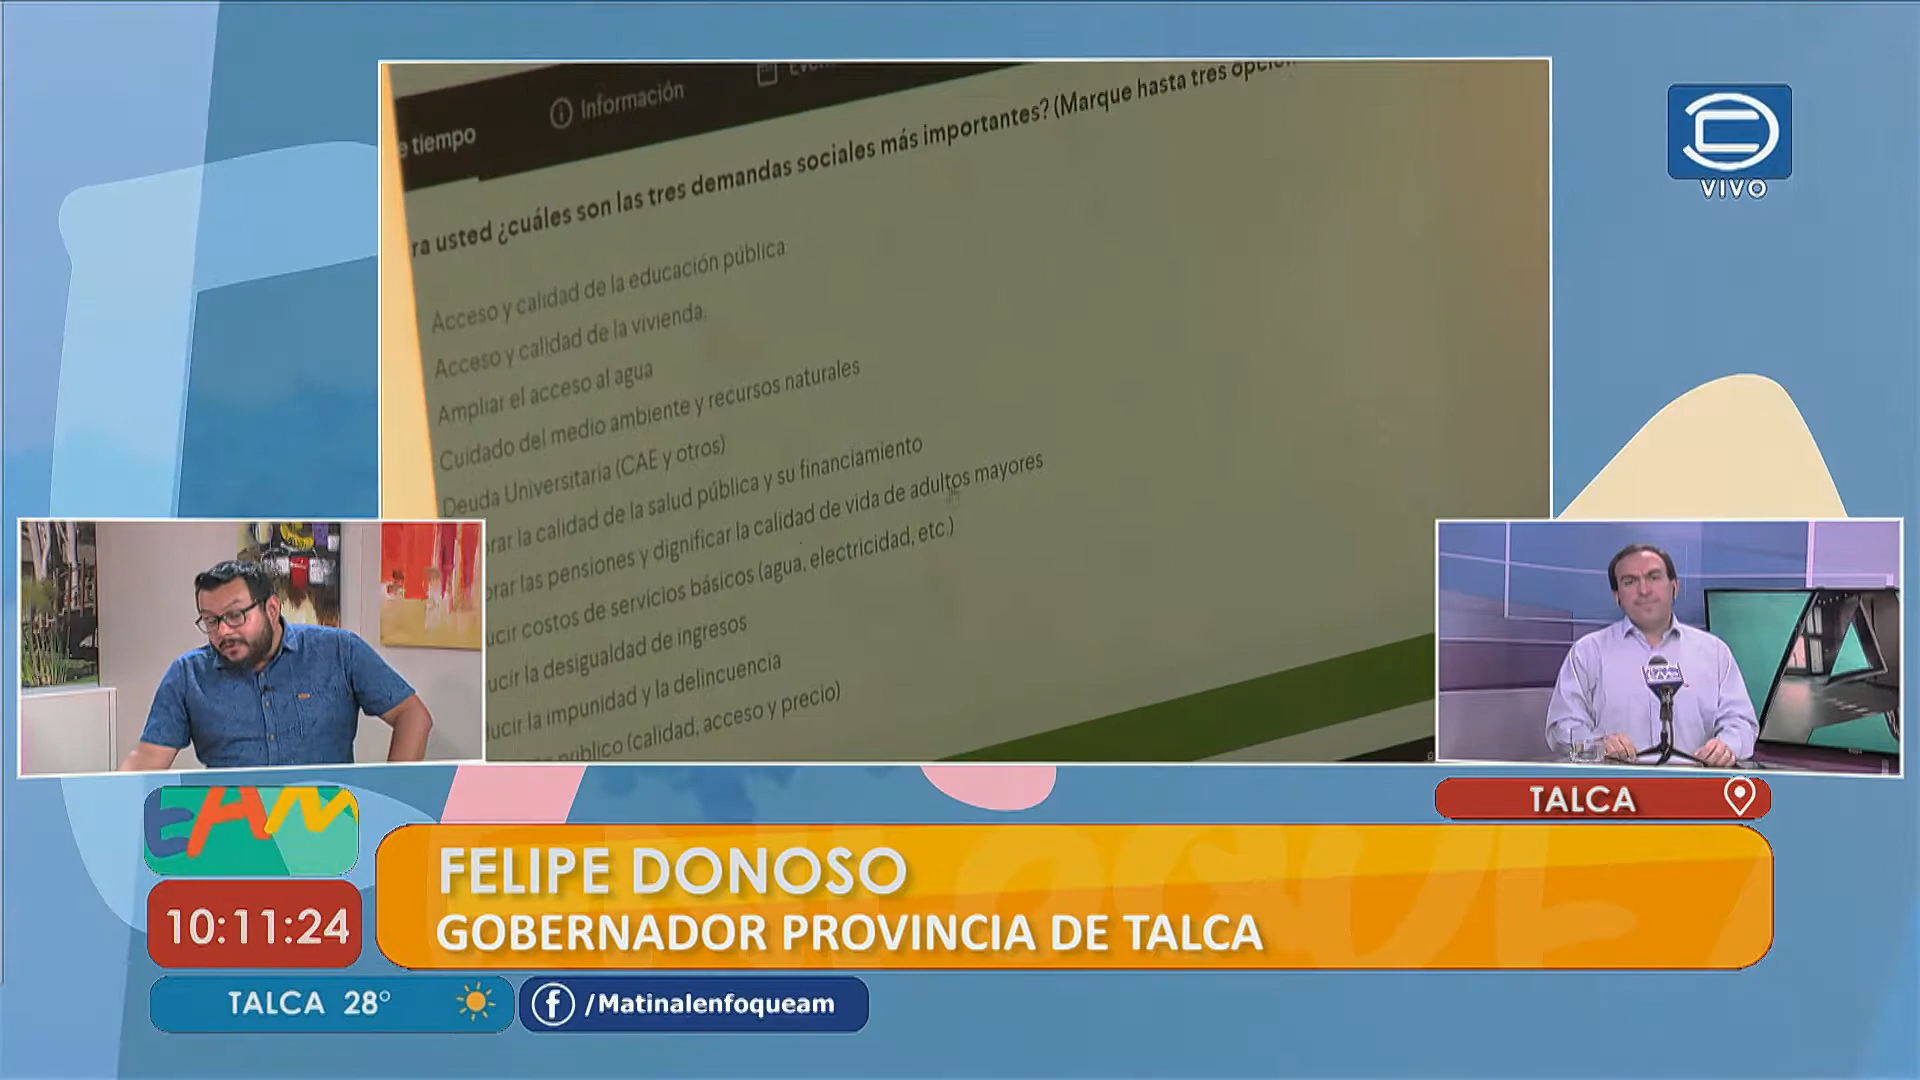 Información
e tiempo
ra usted ¿cuáles son las tres demandas sociales más importantes? (Marque hasta tres
Acceso y calidad de la educación pública
Acceso y calidad de la vivienda.
Ampliar el acceso al agua
Cuidado del medio ambiente y recursos naturales
Deuda Universitaria (CAE y otros)
rar la calidad de la salud pública y su financiamiento
orar las pensiones y dignificar la calidad de vida de adultos mayores
ucir costos de servicios básicos (agua, electricidad, etc.)
ucir la desigualdad de ingresos
ucir la impunidad y la delincuencia
público (calidad, acceso y precio)
VIVO
TALCA
EAM
FELIPE DONOSO
GOBERNADOR PROVINCIA DE TALCA
10:11:24
TALCA 28°
/Matinalenfoqueam